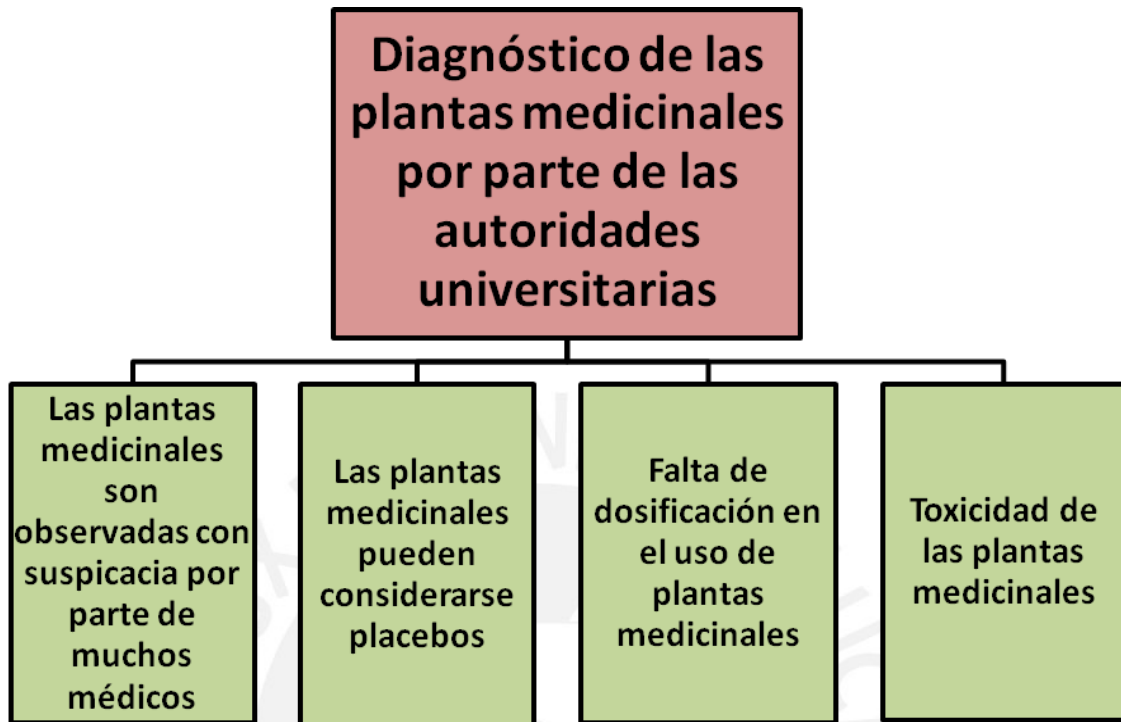 Diagnóstico de las
plantas medicinales
por parte de las
autoridades
universitarias
Las plantas
medicinales
son
observadas con
suspicacia por
parte de
muchos
médicos
Las plantas
medicinales
pueden
considerarse
placebos
Falta de
dosificación en
el uso de
plantas
medicinales
Toxicidad de
las plantas
medicinales